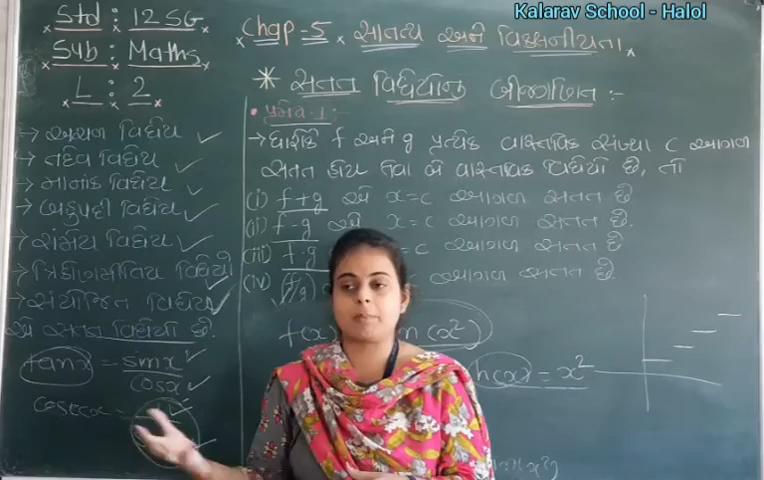 Kalarav School - Halol
Std : 12 SG
Sub : Maths
L : 2
Chap - 5 સાતત્ય અને વિકલનીયતા
* સતત વિધેયોનું બીજગણિત :-
→ અચળ વિધેય ✓
→ તદેવ વિધેય ✓
→ માનાંક વિધેય ✓
→ બહુપદી વિધેય ✓
→ સંમેય વિધેય ✓
→ ત્રિકોણમિતિય વિધેયો ✓
→ સંયોજિત વિધેય ✓
એ સતત વિધેયો છે.
tanx = sinx ✓
cosx ✓
cosecx =
• પ્રમેય-1 :-
→ ધારોકે f અને g પ્રત્યેક વાસ્તવિક સંખ્યા c આગળ
સતત હોય તેવા બે વાસ્તવિક વિધેયો છે, તો
(i) f+g એ x=c આગળ સતત છે
(ii) f-g એ x=c આગળ સતત છે.
(iii) f·g =c આગળ સતત છે
(iv) f/g = c આગળ સતત છે.
f(x) (x²)
h(x) = x²